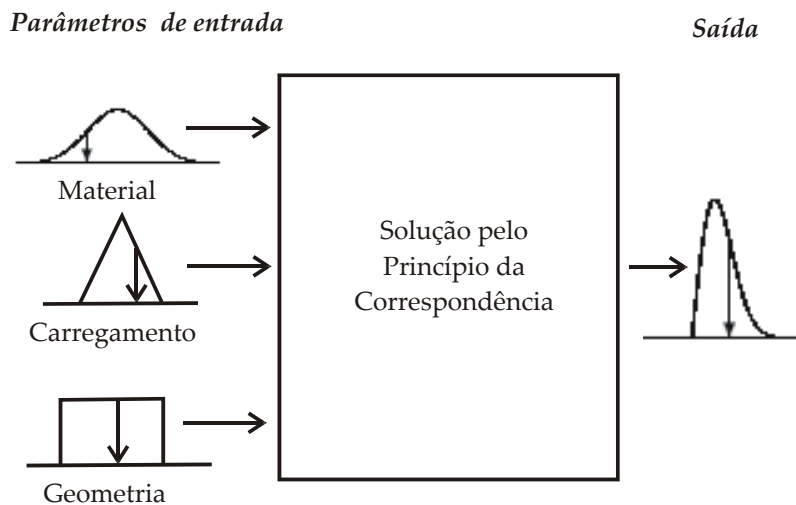 Parâmetros de entrada
Saída
Material
Carregamento
Geometria
Solução pelo
Princípio da
Correspondência